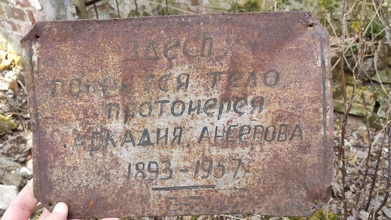 ЗДЕСЬ
покоится тело
протоиерея
АРКАДИЯ
1893-1957